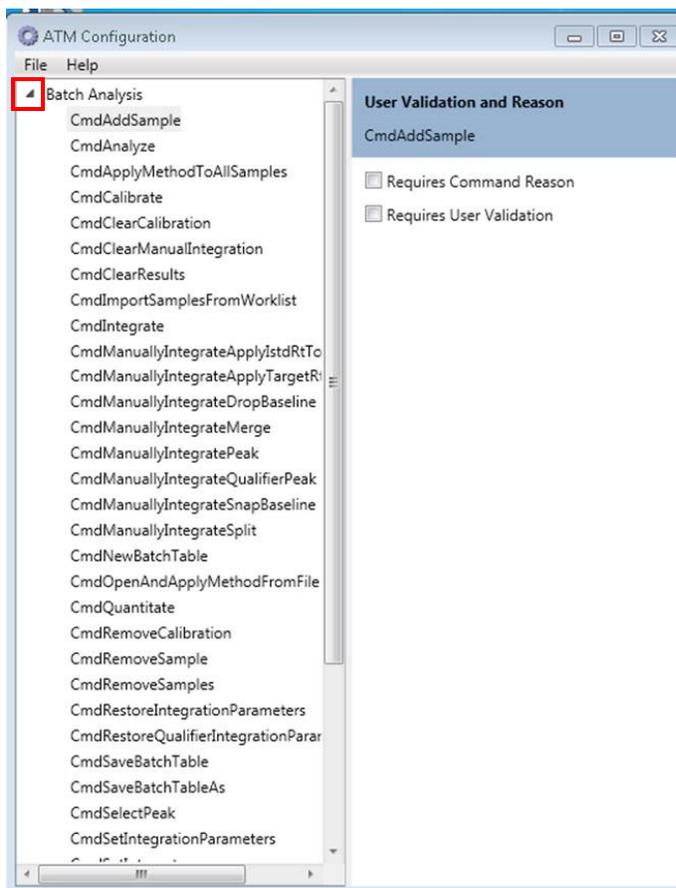 ATM Configuration
File Help
Batch Analysis
CmdAddSample
CmdAnalyze
CmdApplyMethodToAllSamples
CmdCalibrate
CmdClearCalibration
CmdClearManualIntegration
CmdClearResults
CmdImportSamplesFromWorklist
CmdIntegrate
CmdManuallyIntegrateApplyIstdRtTo
CmdManuallyIntegrateApplyTargetRt
CmdManuallyIntegrateDropBaseline
CmdManuallyIntegrateMerge
CmdManuallyIntegratePeak
CmdManuallyIntegrateQualifierPeak
CmdManuallyIntegrateSnapBaseline
CmdManuallyIntegrateSplit
CmdNewBatchTable
CmdOpenAndApplyMethodFromFile
CmdQuantitate
CmdRemoveCalibration
CmdRemoveSample
CmdRemoveSamples
CmdRestoreIntegrationParameters
CmdRestoreQualifierIntegrationParar
CmdSaveBatchTable
CmdSaveBatchTableAs
CmdSelectPeak
CmdSetIntegrationParameters
User Validation and Reason
CmdAddSample
Requires Command Reason
Requires User Validation